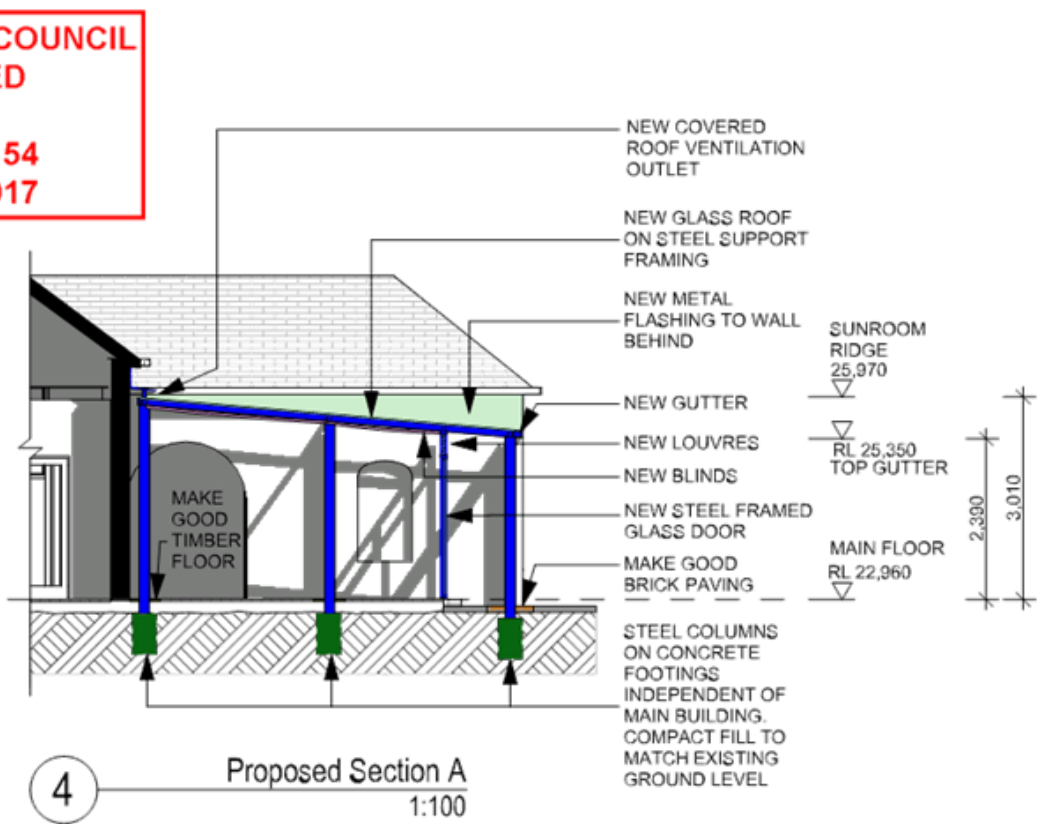 COUNCIL
ED
54
017
NEW COVERED
ROOF VENTILATION
OUTLET
NEW GLASS ROOF
ON STEEL SUPPORT
FRAMING
NEW METAL
FLASHING TO WALL
BEHIND
SUNROOM
RIDGE
25,970
NEW GUTTER
NEW LOUVRES
RL 25,350
TOP GUTTER
NEW BLINDS
MAKE
GOOD
TIMBER
FLOOR
NEW STEEL FRAMED
GLASS DOOR
2,390
3,010
MAKE GOOD
BRICK PAVING
MAIN FLOOR
RL 22,960
STEEL COLUMNS
ON CONCRETE
FOOTINGS
INDEPENDENT OF
MAIN BUILDING.
COMPACT FILL TO
MATCH EXISTING
GROUND LEVEL
4
Proposed Section A
1:100